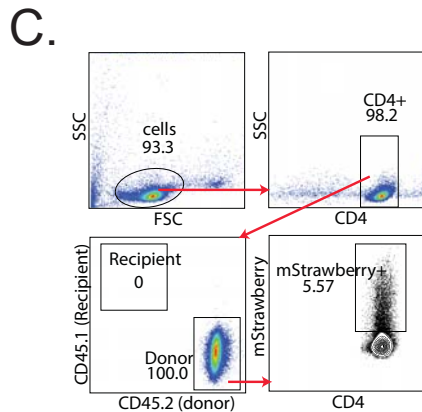 C.
SSC
cells
93.3
FSC
SSC
CD4+
98.2
CD4
CD45.1 (Recipient)
Recipient
0
Donor
100.0
CD45.2 (donor)
mStrawberry
mStrawberry+
5.57
CD4